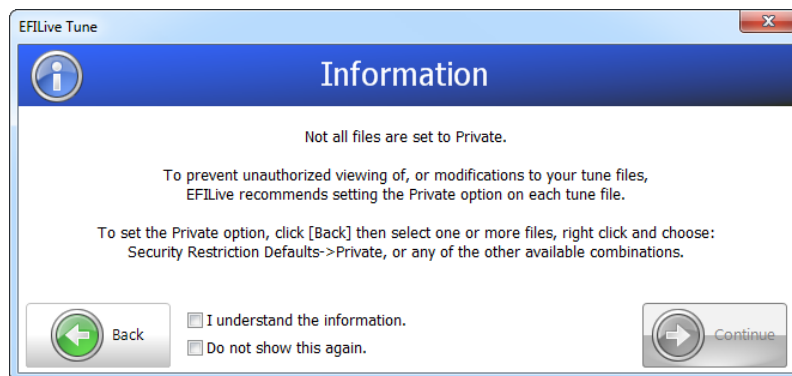 EFILive Tune
Information
Not all files are set to Private.
To prevent unauthorized viewing of, or modifications to your tune files,
EFILive recommends setting the Private option on each tune file.
To set the Private option, click [Back] then select one or more files, right click and choose:
Security Restriction Defaults->Private, or any of the other available combinations.
Back
I understand the information.
Do not show this again.
Continue